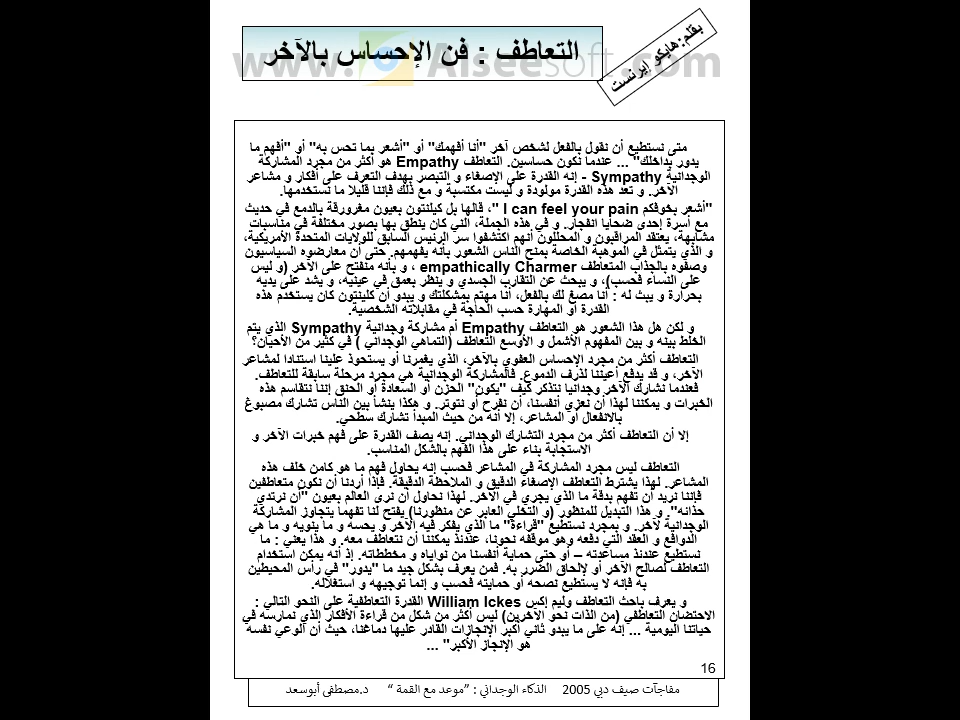 التعاطف : فن الإحساس بالآخر
بقلم:هايكو إيرنست
www.Aiseesoft.com
متى نستطيع أن نقول بالفعل لشخص آخر "أنا أفهمك" أو "أشعر بما تحس به" أو "أفهم ما
يدور بداخلك" ... عندما نكون حساسين. التعاطف Empathy هو أكثر من مجرد المشاركة
الوجدانية Sympathy - إنه القدرة على الإصغاء و التبصر بهدف التعرف على أفكار و مشاعر
الآخر. و تعد هذه القدرة مولودة و ليست مكتسبة و مع ذلك فإننا قليلا ما نستخدمها.
"أشعر بخوفكم I can feel your pain "، قالها بل كيلنتون بعيون مغرورقة بالدمع في حديث
مع أسرة إحدى ضحايا انفجار. و في هذه الجملة، التي كان ينطق بها بصور مختلفة في مناسبات
مشابهة، يعتقد المراقبون و المحللون أنهم اكتشفوا سر الرئيس السابق للولايات المتحدة الأمريكية،
و الذي يتمثل في الموهبة الخاصة بمنح الناس الشعور بأنه يفهمهم. حتى أن معارضوه السياسيون
وصفوه بالجذاب المتعاطف empathically Charmer ، و بأنه منفتح على الآخر (و ليس
على النساء فحسب)، و يبحث عن التقارب الجسدي و ينظر بعمق في عينيه، و يشد على يديه
بحرارة و يبث له : أنا مصغ لك بالفعل، أنا مهتم بمشكلتك و يبدو أن كلينتون كان يستخدم هذه
القدرة أو المهارة حسب الحاجة في مقابلاته الشخصية.
و لكن هل هذا الشعور هو التعاطف Empathy أم مشاركة وجدانية Sympathy الذي يتم
الخلط بينه و بين المفهوم الأشمل و الأوسع التعاطف (التماهي الوجداني ) في كثير من الأحيان؟
التعاطف أكثر من مجرد الإحساس العفوي بالآخر، الذي يغمرنا أو يستحوذ علينا استنادا لمشاعر
الآخر، و قد يدفع أعيننا لذرف الدموع. فالمشاركة الوجدانية هي مجرد مرحلة سابقة للتعاطف.
فعندما نشارك الآخر وجدانيا نتذكر كيف "يكون" الحزن أو السعادة أو الحنق إننا نتقاسم هذه
الخبرات و يمكننا لهذا أن نعزي أنفسنا، أن نفرح أو نتوتر. و هكذا ينشأ بين الناس تشارك مصبوغ
بالانفعال أو المشاعر، إلا أنه من حيث المبدأ تشارك سطحي.
إلا أن التعاطف أكثر من مجرد التشارك الوجداني. إنه يصف القدرة على فهم خبرات الآخر و
الاستجابة بناء على هذا الفهم بالشكل المناسب.
التعاطف ليس مجرد المشاركة في المشاعر فحسب إنه يحاول فهم ما هو كامن خلف هذه
المشاعر. لهذا يشترط التعاطف الإصغاء الدقيق و الملاحظة الدقيقة. فإذا أردنا أن نكون متعاطفين
فإننا نريد أن نفهم بدقة ما الذي يجري في الآخر. لهذا نحاول أن نرى العالم بعيون "أن نرتدي
حذائه". و هذا التبديل للمنظور (و التخلي العابر عن منظورنا) يفتح لنا تفهما يتجاوز المشاركة
الوجدانية لآخر. و بمجرد نستطيع "قراءة" ما الذي يفكر فيه الآخر و يحسه و ما ينويه و ما هي
الدوافع و العقد التي دفعه وهو موقفه نحونا، عندئذ يمكننا أن نتعاطف معه. و هذا يعني : ما
نستطيع عندئذ مساعدته – أو حتى حماية أنفسنا من نواياه و مخططاته. إذ أنه يمكن استخدام
التعاطف لصالح الآخر أو لإلحاق الضرر به. فمن يعرف بشكل جيد ما "يدور" في رأس المحيطين
به فإنه لا يستطيع نصحه أو حمايته فحسب و إنما توجيهه و استغلاله.
و يعرف باحث التعاطف وليم إكس William Ickes القدرة التعاطفية على النحو التالي :
الاحتضان التعاطفي (من الذات نحو الآخرين) ليس أكثر من شكل من قراءة الأفكار الذي نمارسه في
حياتنا اليومية ... إنه على ما يبدو ثاني أكبر الإنجازات القادر عليها دماغنا، حيث أن الوعي نفسه
هو الإنجاز الأكبر" ...
16
مفاجآت صيف دبي 2005 الذكاء الوجداني : "موعد مع القمة " د.مصطفى أبوسعد